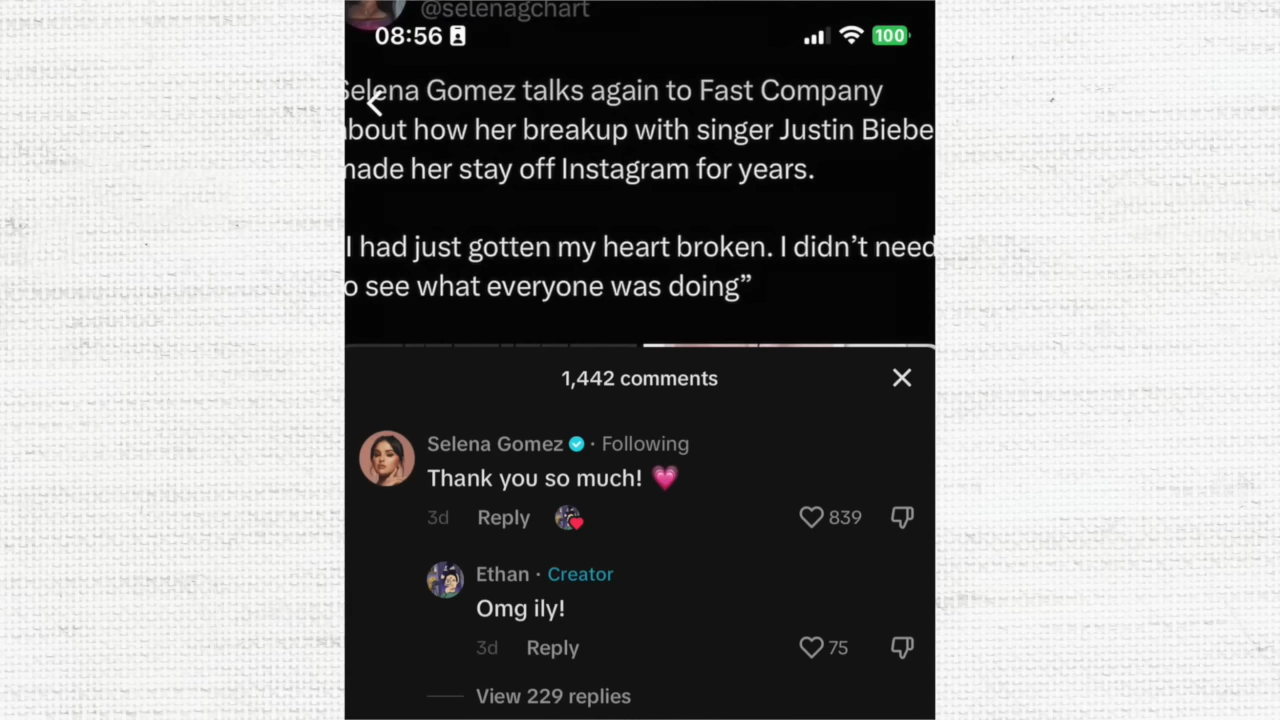 @selenagchart
08:56
100
Selena Gomez talks again to Fast Company
about how her breakup with singer Justin Biebe
made her stay off Instagram for years.
I had just gotten my heart broken. I didn’t need
o see what everyone was doing”
1,442 comments
Selena Gomez · Following
Thank you so much! 💗
3d Reply 839
Ethan · Creator
Omg ily!
3d Reply 75
View 229 replies